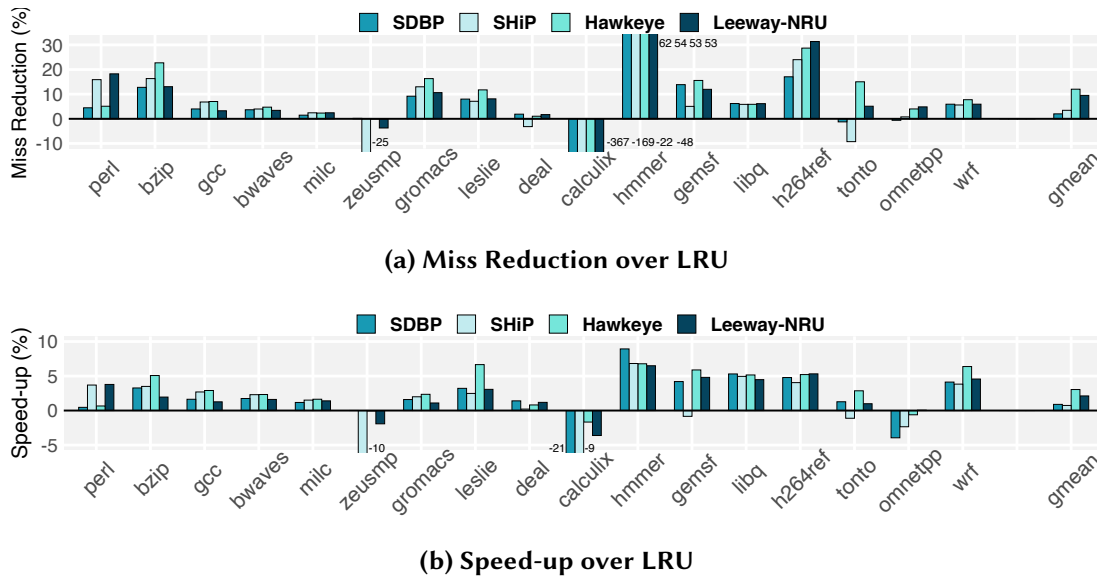 SDBP SHiP Hawkeye Leeway-NRU
Miss Reduction (%)
30
20
10
0
-10
62 54 53 53
-25
-367 -169 -22 -48
perl bzip gcc bwaves milc zeusmp gromacs leslie deal calculix hmmer gemsf libq h264ref tonto omnetpp wrf gmean
(a) Miss Reduction over LRU
SDBP SHiP Hawkeye Leeway-NRU
Speed-up (%)
10
5
0
-5
-10
-21 -9
perl bzip gcc bwaves milc zeusmp gromacs leslie deal calculix hmmer gemsf libq h264ref tonto omnetpp wrf gmean
(b) Speed-up over LRU